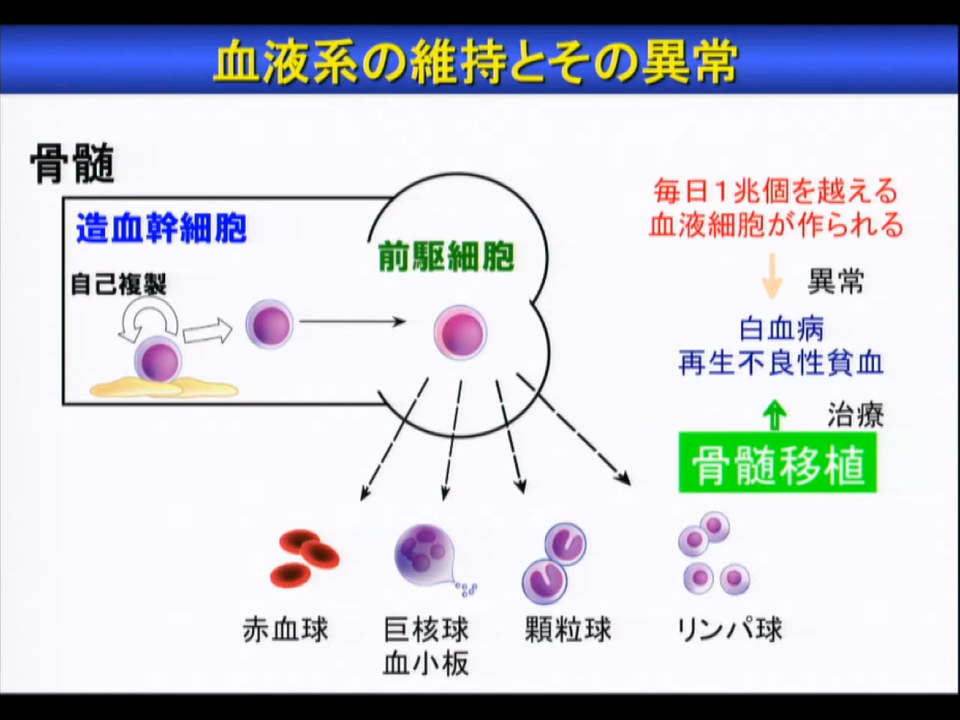 血液系の維持とその異常
骨髄
造血幹細胞
自己複製
前駆細胞
毎日１兆個を越える
血液細胞が作られる
異常
白血病
再生不良性貧血
治療
骨髄移植
赤血球
巨核球
血小板
顆粒球
リンパ球